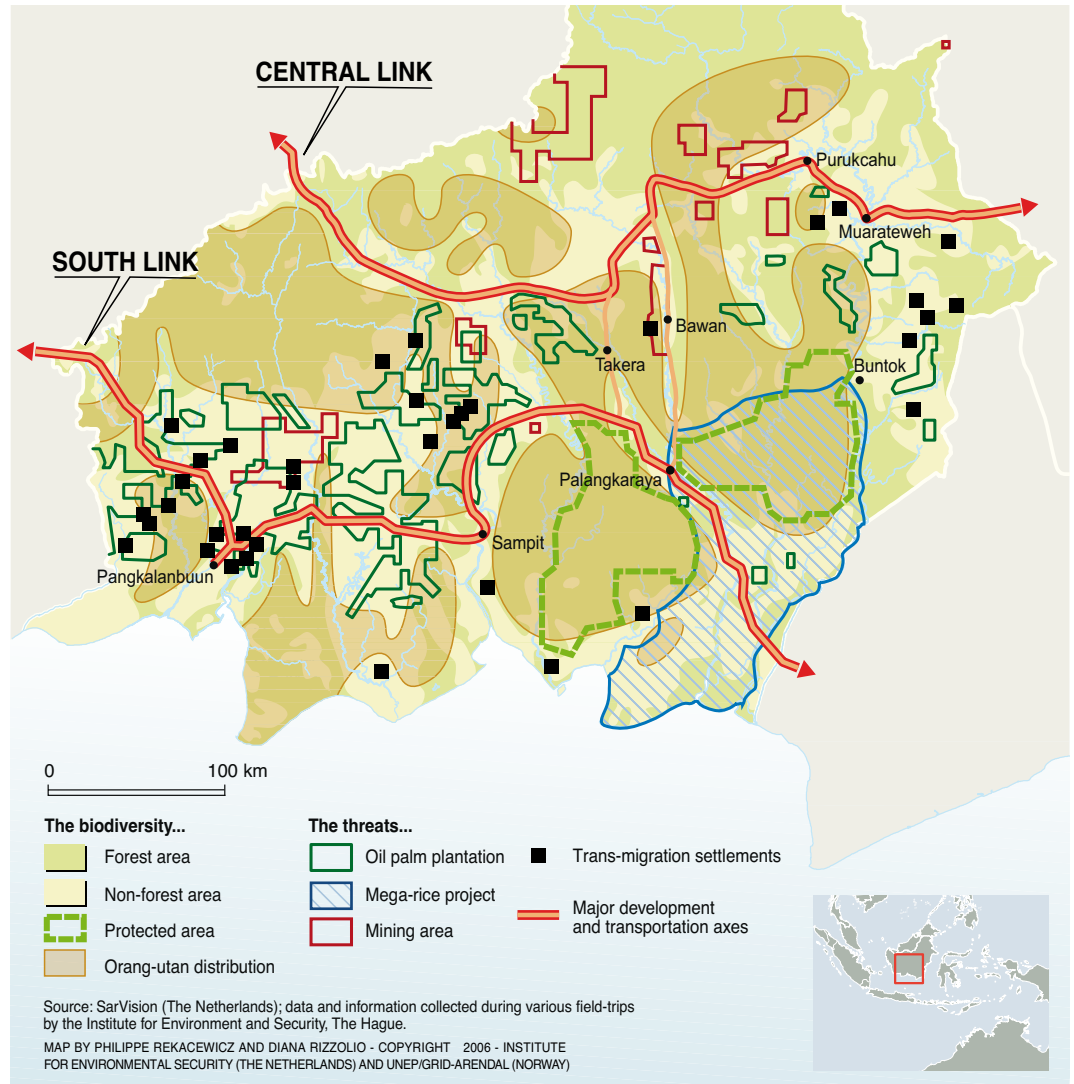 CENTRAL LINK
Purukcahu
Muarateweh
SOUTH LINK
Bawan
Takera
Buntok
Palangkaraya
Sampit
Pangkalanbuun
0 100 km
The biodiversity...
Forest area
Non-forest area
Protected area
Orang-utan distribution
The threats...
Oil palm plantation
Mega-rice project
Mining area
Trans-migration settlements
Major development
and transportation axes
Source: SarVision (The Netherlands); data and information collected during various field-trips
by the Institute for Environment and Security, The Hague.
MAP BY PHILIPPE REKACEWICZ AND DIANA RIZZOLIO - COPYRIGHT 2006 - INSTITUTE
FOR ENVIRONMENTAL SECURITY (THE NETHERLANDS) AND UNEP/GRID-ARENDAL (NORWAY)